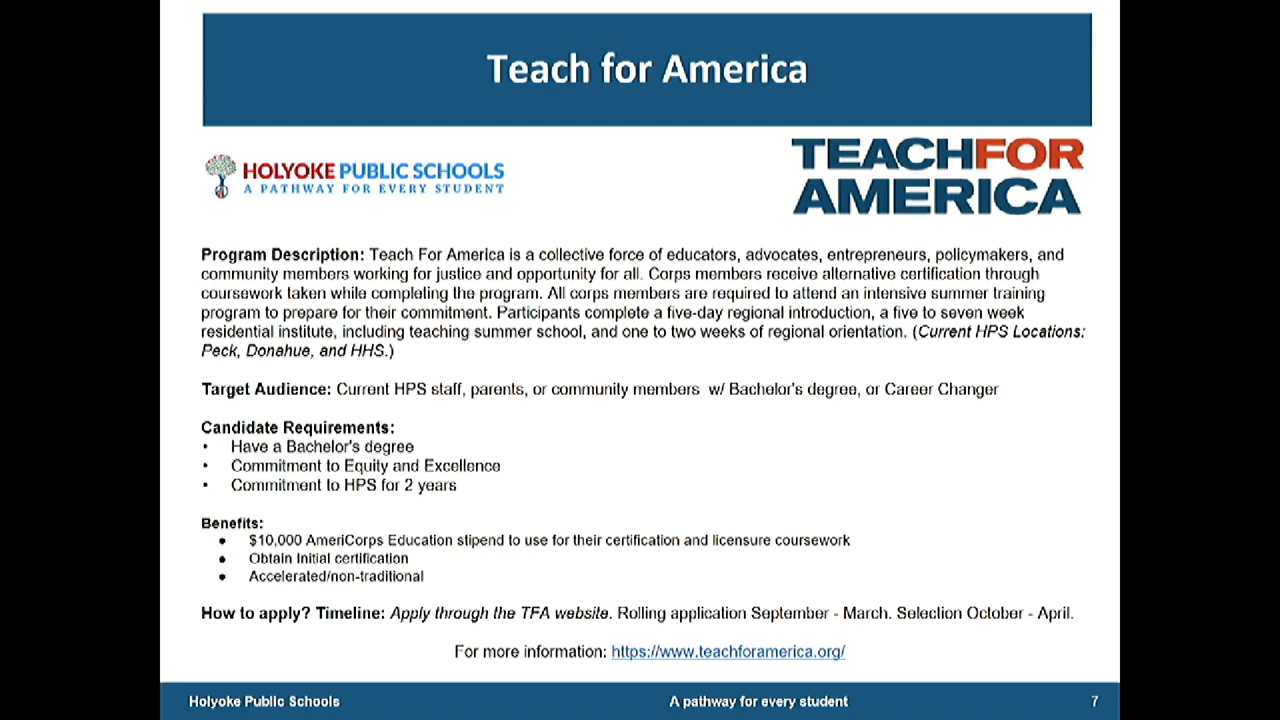 Teach for America
HOLYOKE PUBLIC SCHOOLS
A PATHWAY FOR EVERY STUDENT
TEACHFOR
AMERICA
Program Description: Teach For America is a collective force of educators, advocates, entrepreneurs, policymakers, and
community members working for justice and opportunity for all. Corps members receive alternative certification through
coursework taken while completing the program. All corps members are required to attend an intensive summer training
program to prepare for their commitment. Participants complete a five-day regional introduction, a five to seven week
residential institute, including teaching summer school, and one to two weeks of regional orientation. (Current HPS Locations:
Peck, Donahue, and HHS.)
Target Audience: Current HPS staff, parents, or community members w/ Bachelor's degree, or Career Changer
Candidate Requirements:
• Have a Bachelor's degree
• Commitment to Equity and Excellence
• Commitment to HPS for 2 years
Benefits:
● $10,000 AmeriCorps Education stipend to use for their certification and licensure coursework
● Obtain Initial certification
● Accelerated/non-traditional
How to apply? Timeline: Apply through the TFA website. Rolling application September - March. Selection October - April.
For more information: https://www.teachforamerica.org/
Holyoke Public Schools
A pathway for every student
7